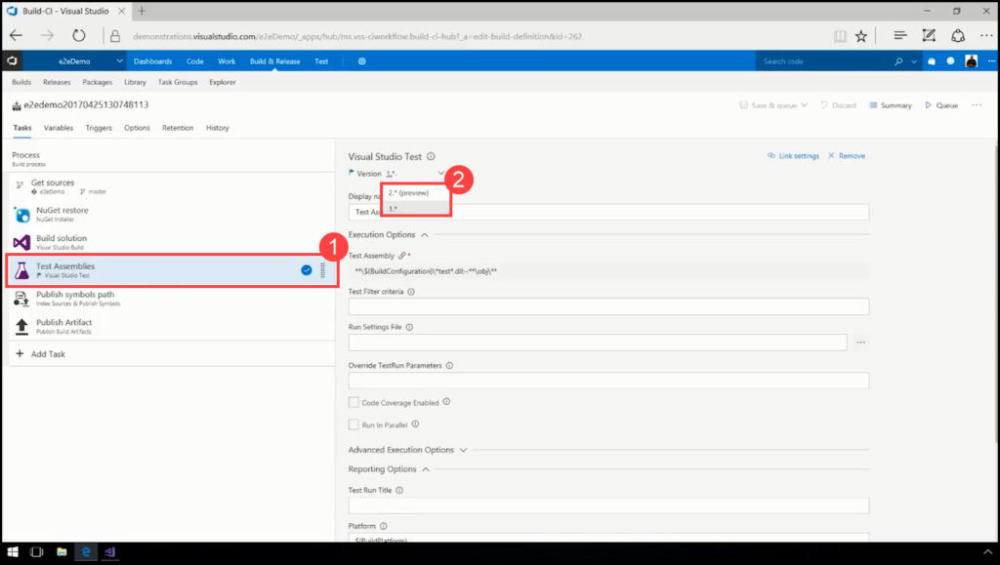 Build-CI - Visual Studio
demonstrations.visualstudio.com/e2eDemo/_apps/hub/ms.vss-ciworkflow.build-ci-hub?_a=edit-build-definition&id=262
e2eDemo Dashboards Code Work Build & Release Test Search code
Builds Releases Packages Library Task Groups Explorer
e2edemo20170425130748113 Save & queue Discard Summary Queue
Tasks Variables Triggers Options Retention History
Process
Build process
Get sources
e2eDemo master
NuGet restore
NuGet Installer
Build solution
Visual Studio Build
1
Test Assemblies
Visual Studio Test
Publish symbols path
Index Sources & Publish Symbols
Publish Artifact
Publish Build Artifacts
+ Add Task
Visual Studio Test Link settings Remove
Version 1.*
2
2.* (preview)
1.*
Display na
Test Ass
Execution Options
Test Assembly *
**\$(BuildConfiguration)\*test*.dll;-:**\obj\**
Test Filter criteria
Run Settings File
...
Override TestRun Parameters
Code Coverage Enabled
Run In Parallel
Advanced Execution Options
Reporting Options
Test Run Title
Platform
$(BuildPlatform)